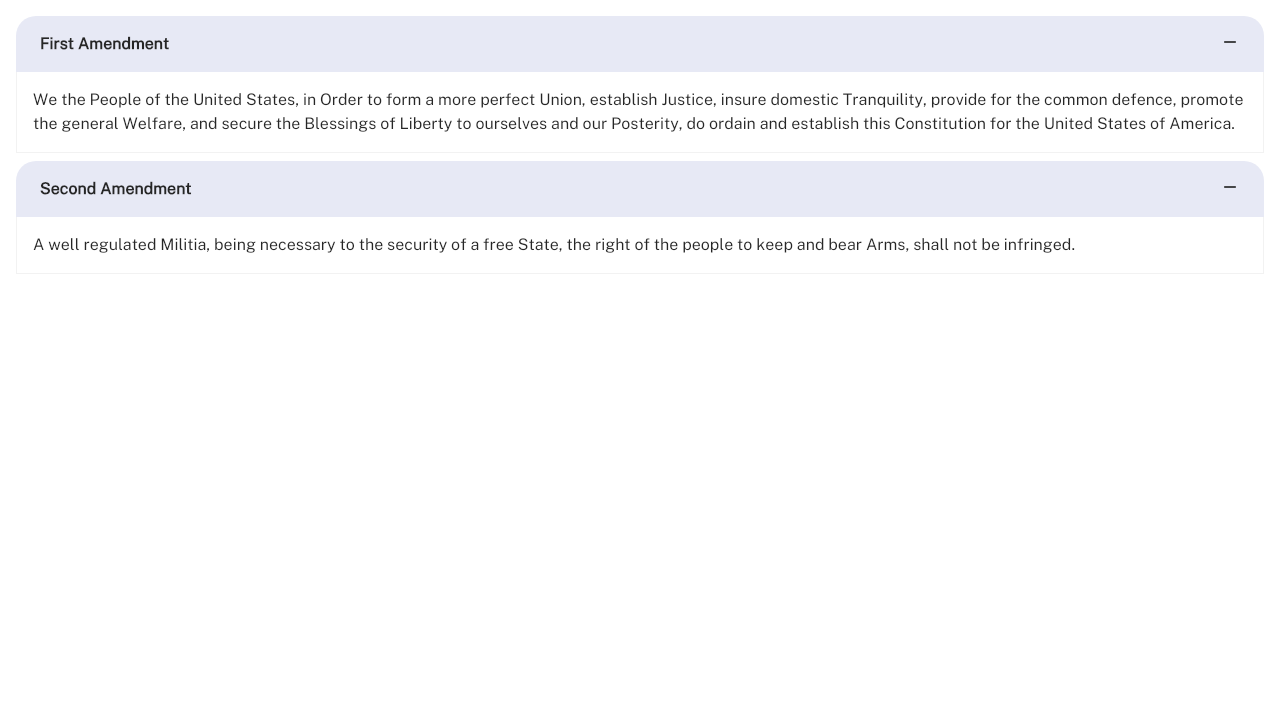 First Amendment
We the People of the United States, in Order to form a more perfect Union, establish Justice, insure domestic Tranquility, provide for the common defence, promote
the general Welfare, and secure the Blessings of Liberty to ourselves and our Posterity, do ordain and establish this Constitution for the United States of America.
Second Amendment
A well regulated Militia, being necessary to the security of a free State, the right of the people to keep and bear Arms, shall not be infringed.